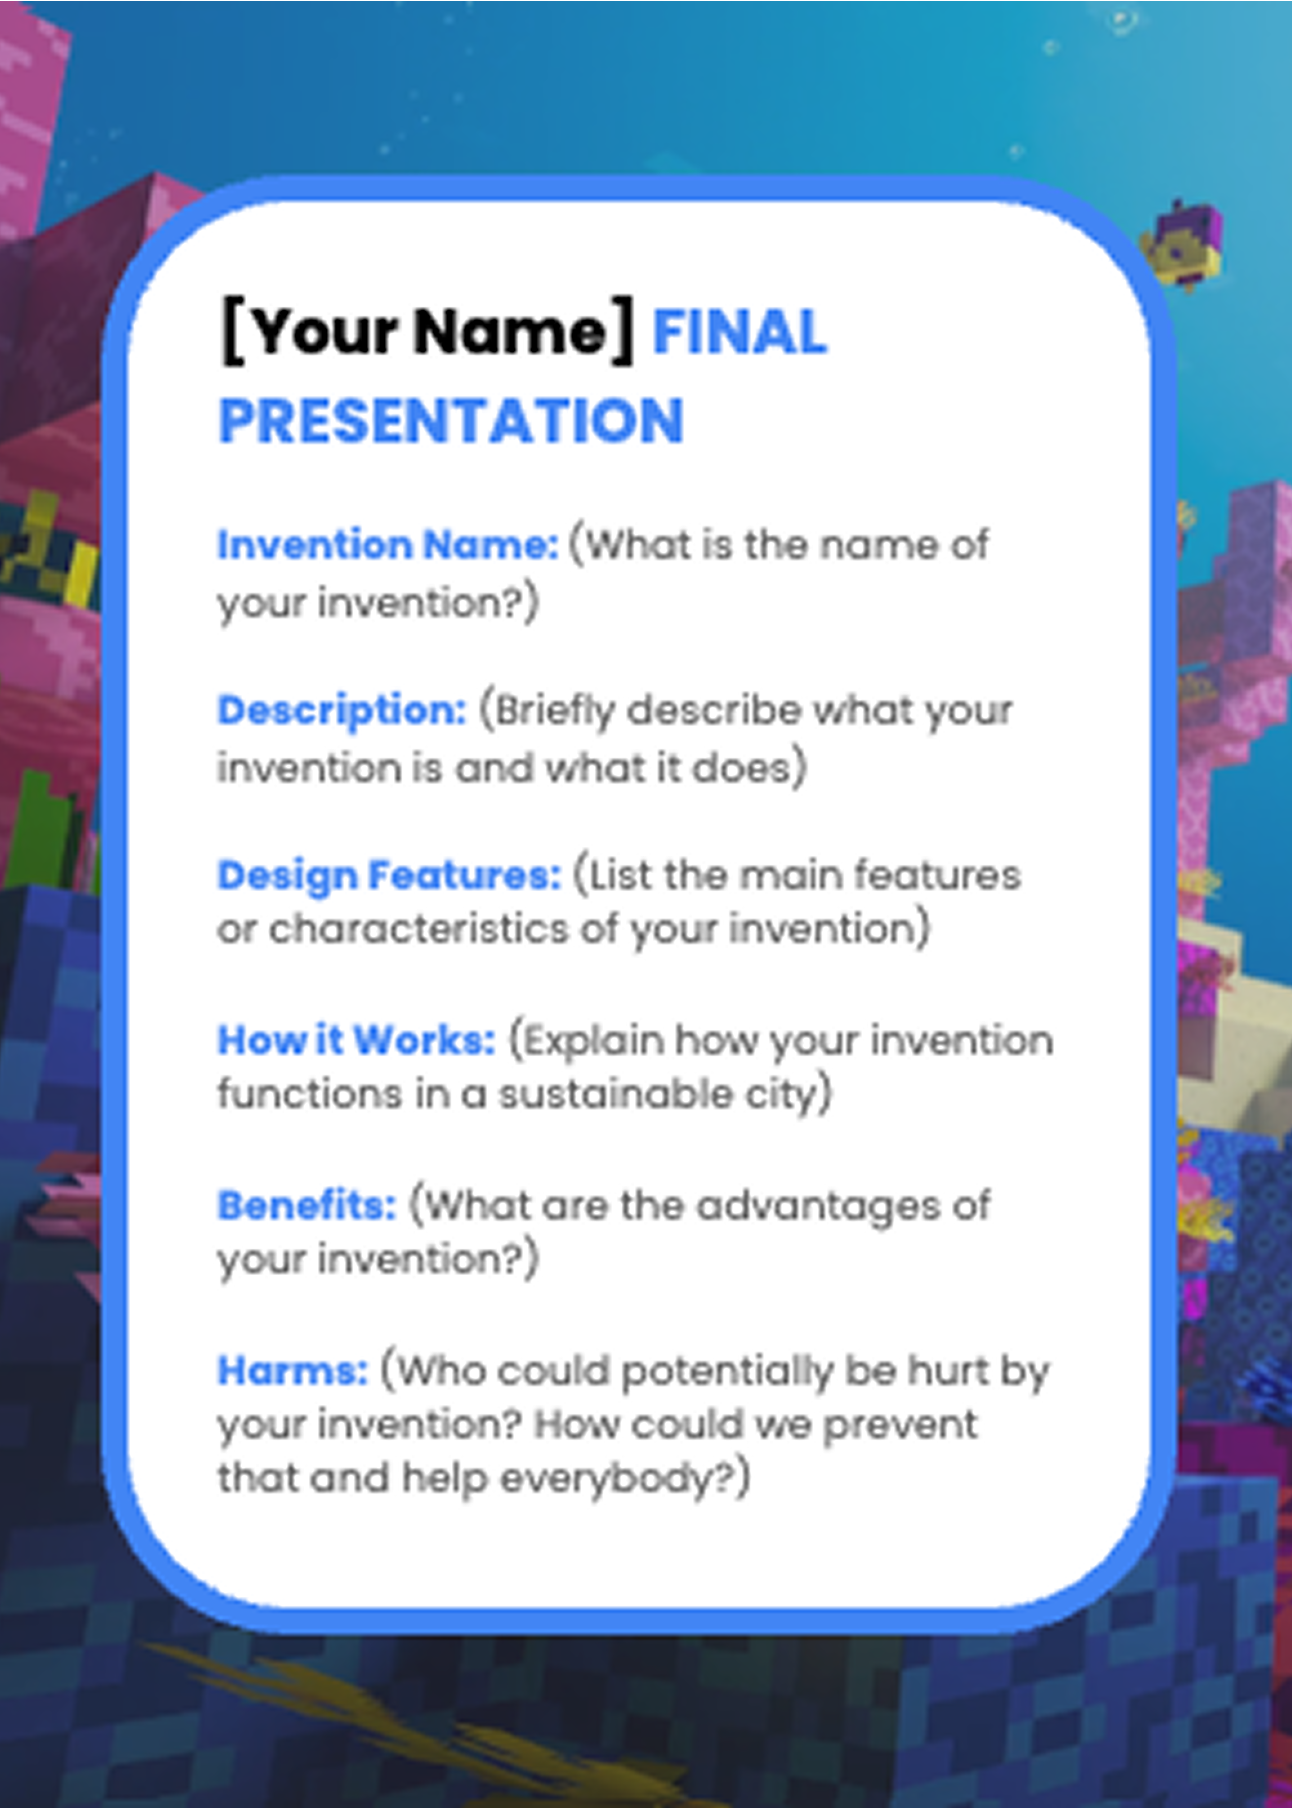 [Your Name] FINAL
PRESENTATION
Invention Name: (What is the name of
your invention?)
Description: (Briefly describe what your
invention is and what it does)
Design Features: (List the main features
or characteristics of your invention)
How it Works: (Explain how your invention
functions in a sustainable city)
Benefits: (What are the advantages of
your invention?)
Harms: (Who could potentially be hurt by
your invention? How could we prevent
that and help everybody?)